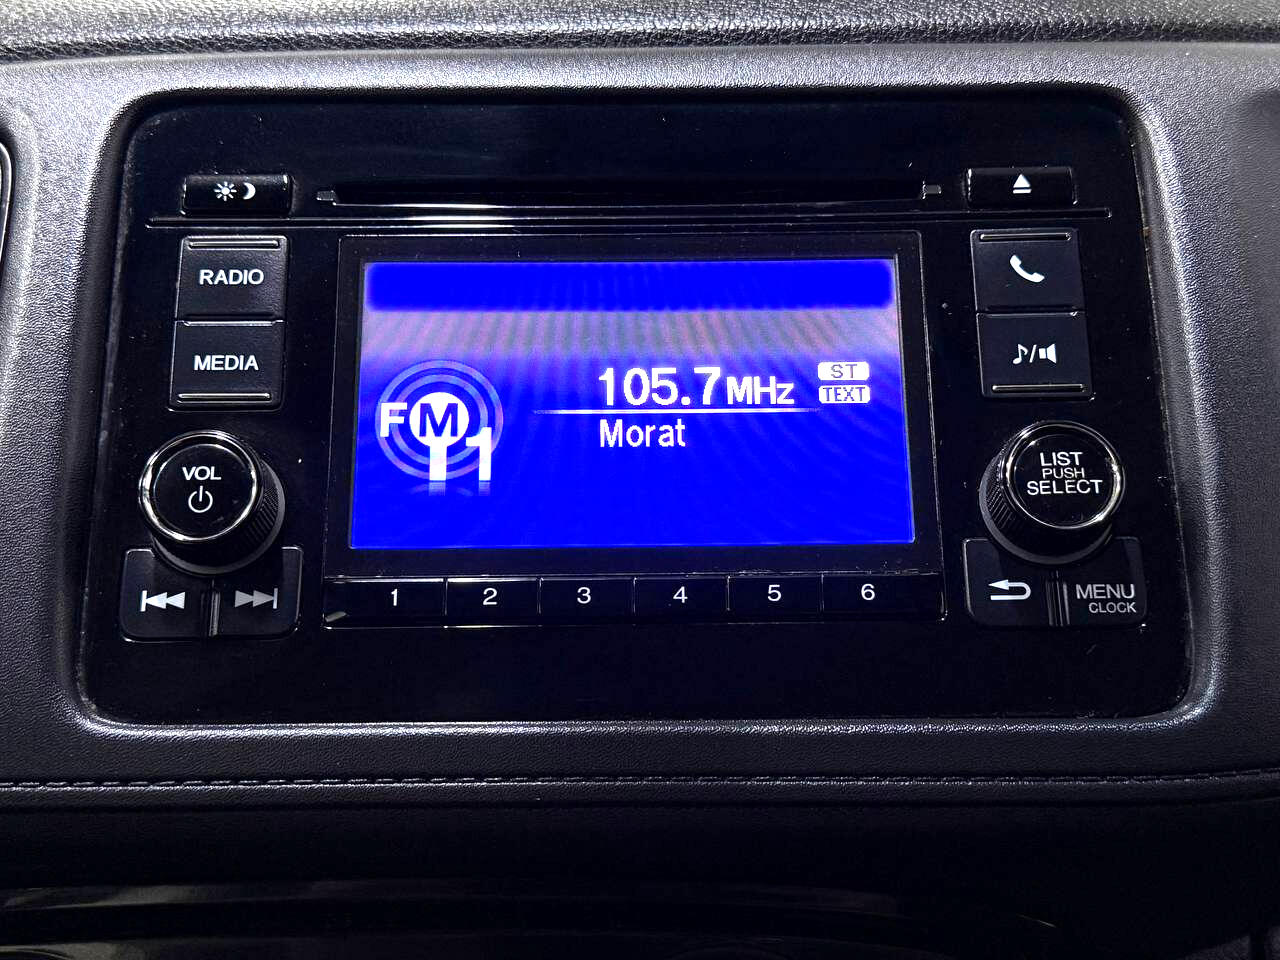 RADIO
MEDIA
VOL
FM1
105.7MHz
ST
TEXT
Morat
LIST
PUSH
SELECT
1 2 3 4 5 6
MENU
CLOCK